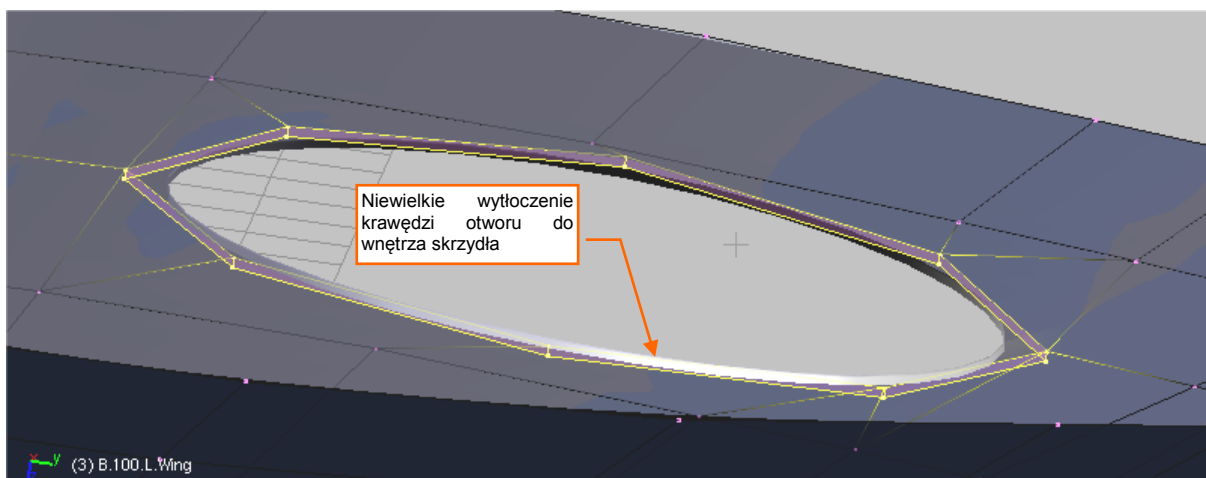 Niewielkie wytłoczenie
krawędzi otworu do
wnętrza skrzydła
y
(3) B.100.L.Wing